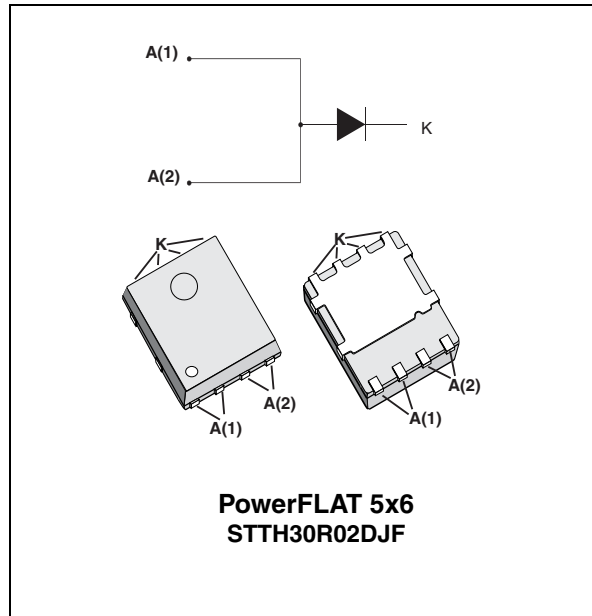 A(1)
K
A(2)
K
K
A(2)
A(1)
A(2)
A(1)
PowerFLAT 5x6
STTH30R02DJF